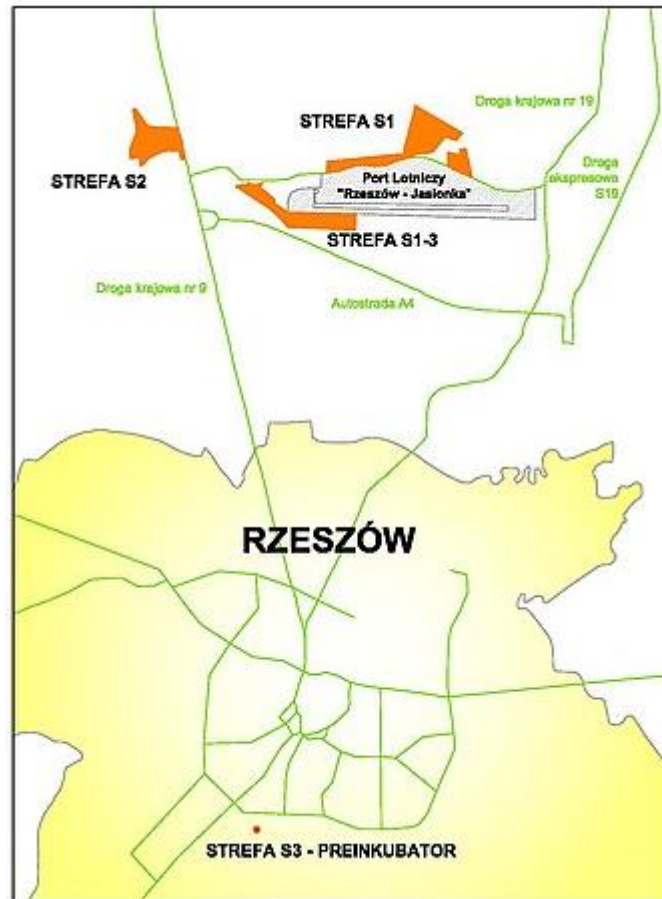 Droga krajowa nr 19
STREFA S1
Droga
ekspresowa
S19
Port Lotniczy
"Rzeszów - Jasionka"
STREFA S2
STREFA S1-3
Droga krajowa nr 9
Autostrada A4
RZESZÓW
STREFA S3 - PREINKUBATOR